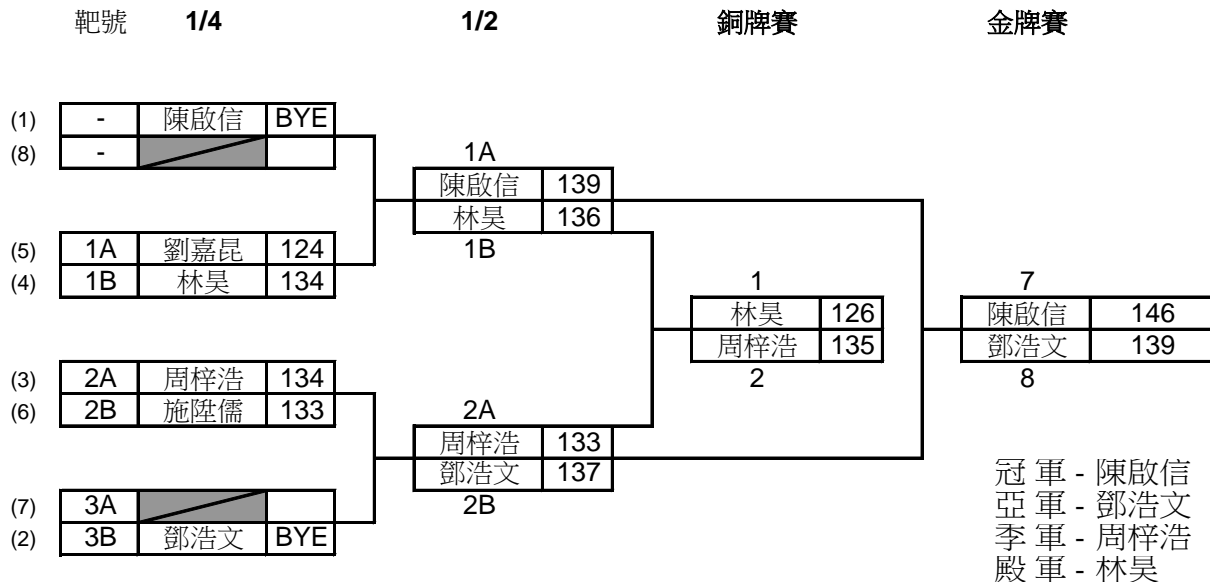 靶號 1/4 1/2 銅牌賽 金牌賽
(1) - 陳啟信 BYE
(8) -
1A
陳啟信 139
林昊 136
1B
(5) 1A 劉嘉昆 124
(4) 1B 林昊 134
1
林昊 126
周梓浩 135
2
7
陳啟信 146
鄧浩文 139
8
(3) 2A 周梓浩 134
(6) 2B 施陞儒 133
2A
周梓浩 133
鄧浩文 137
2B
(7) 3A
(2) 3B 鄧浩文 BYE
冠 軍 - 陳啟信
亞 軍 - 鄧浩文
季 軍 - 周梓浩
殿 軍 - 林昊